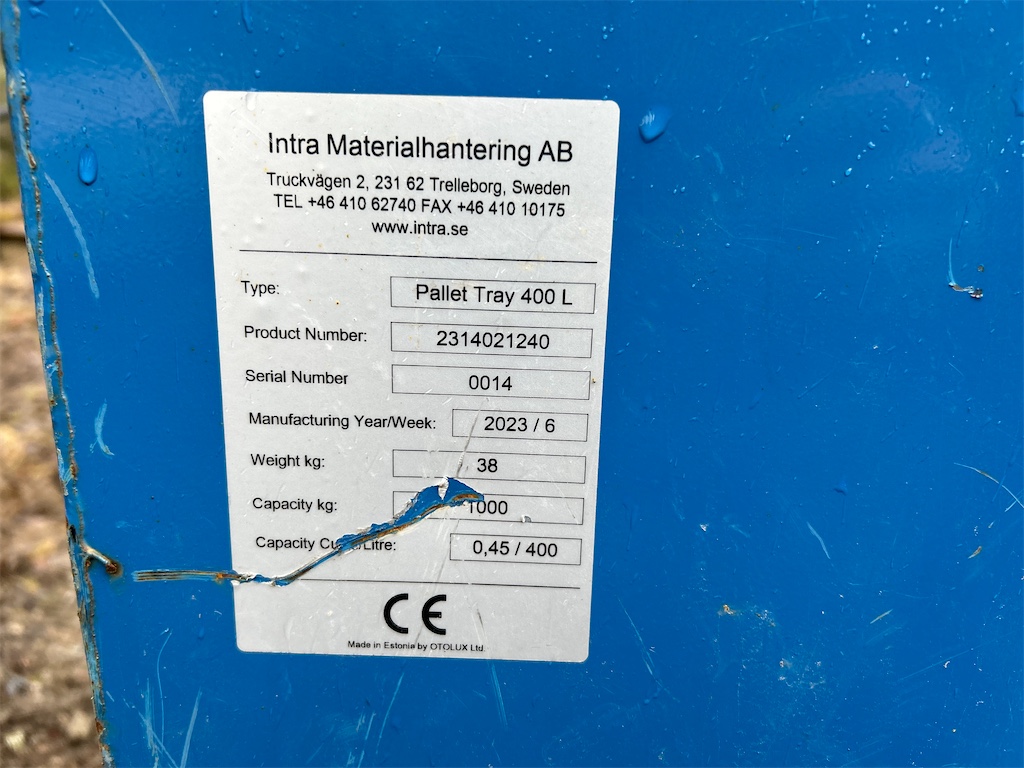 Intra Materialhantering AB
Truckvägen 2, 231 62 Trelleborg, Sweden
TEL +46 410 62740 FAX +46 410 10175
www.intra.se
Type: Pallet Tray 400 L
Product Number: 2314021240
Serial Number 0014
Manufacturing Year/Week: 2023 / 6
Weight kg: 38
Capacity kg: 1000
Capacity /Litre: 0,45 / 400
CE
Made in Estonia by OTOLUX Ltd.